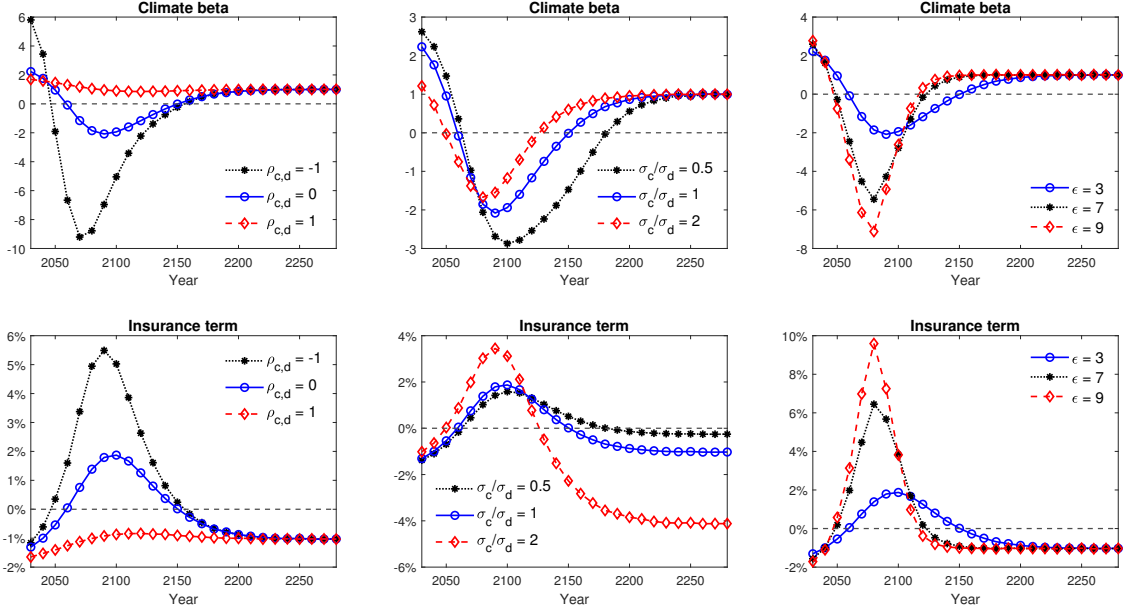 Climate beta
6
4
2
0
-2
-4
-6
-8
-10
ρc,d = -1
ρc,d = 0
ρc,d = 1
2050 2100 2150 2200 2250
Year
Climate beta
3
2
1
0
-1
-2
-3
σc/σd = 0.5
σc/σd = 1
σc/σd = 2
2050 2100 2150 2200 2250
Year
Climate beta
4
2
0
-2
-4
-6
-8
ϵ = 3
ϵ = 7
ϵ = 9
2050 2100 2150 2200 2250
Year
Insurance term
6%
5%
4%
3%
2%
1%
0%
-1%
-2%
ρc,d = -1
ρc,d = 0
ρc,d = 1
2050 2100 2150 2200 2250
Year
Insurance term
4%
2%
0%
-2%
-4%
-6%
σc/σd = 0.5
σc/σd = 1
σc/σd = 2
2050 2100 2150 2200 2250
Year
Insurance term
10%
8%
6%
4%
2%
0%
-2%
ϵ = 3
ϵ = 7
ϵ = 9
2050 2100 2150 2200 2250
Year